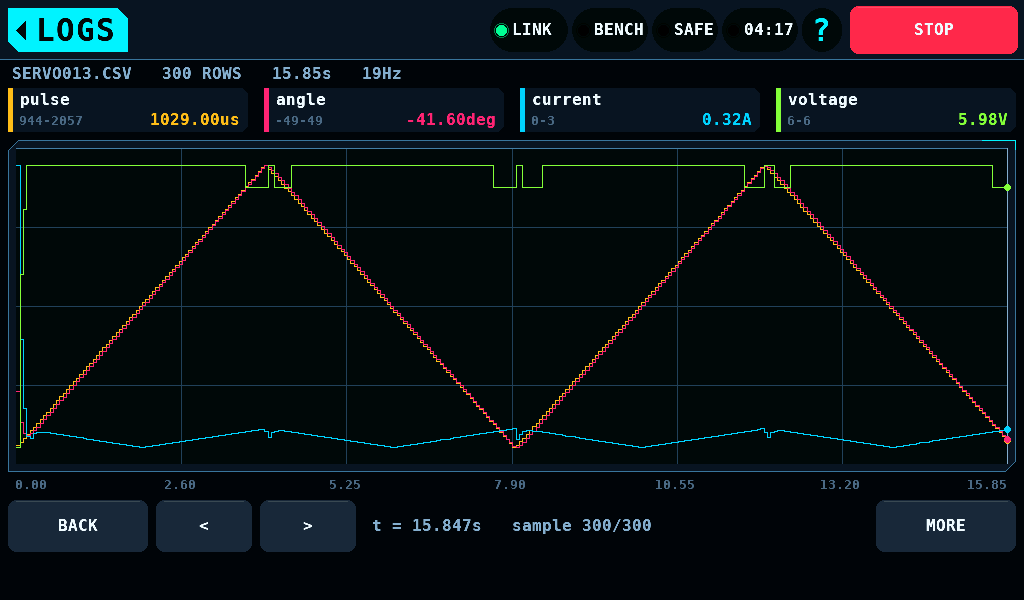 LOGS LINK BENCH SAFE 04:17 ? STOP
SERVO013.CSV 300 ROWS 15.85s 19Hz
pulse angle current voltage
944-2057 1029.00us -49-49 -41.60deg 0-3 0.32A 6-6 5.98V
0.00 2.60 5.25 7.90 10.55 13.20 15.85
BACK < > t = 15.847s sample 300/300 MORE